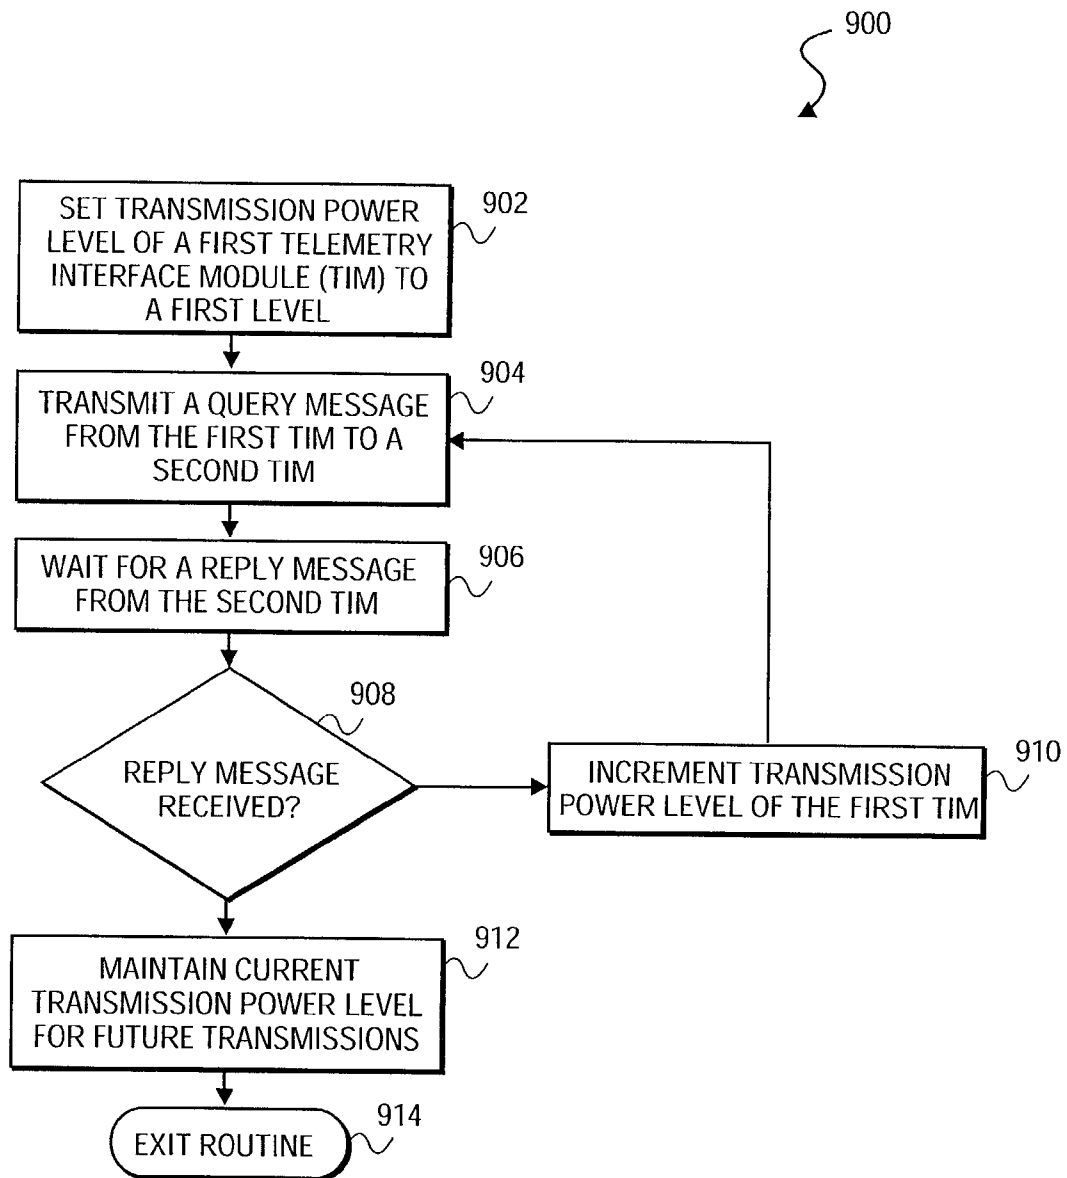 900
SET TRANSMISSION POWER
LEVEL OF A FIRST TELEMETRY
INTERFACE MODULE (TIM) TO
A FIRST LEVEL
902
TRANSMIT A QUERY MESSAGE
FROM THE FIRST TIM TO A
SECOND TIM
904
WAIT FOR A REPLY MESSAGE
FROM THE SECOND TIM
906
REPLY MESSAGE
RECEIVED?
908
INCREMENT TRANSMISSION
POWER LEVEL OF THE FIRST TIM
910
MAINTAIN CURRENT
TRANSMISSION POWER LEVEL
FOR FUTURE TRANSMISSIONS
912
EXIT ROUTINE
914